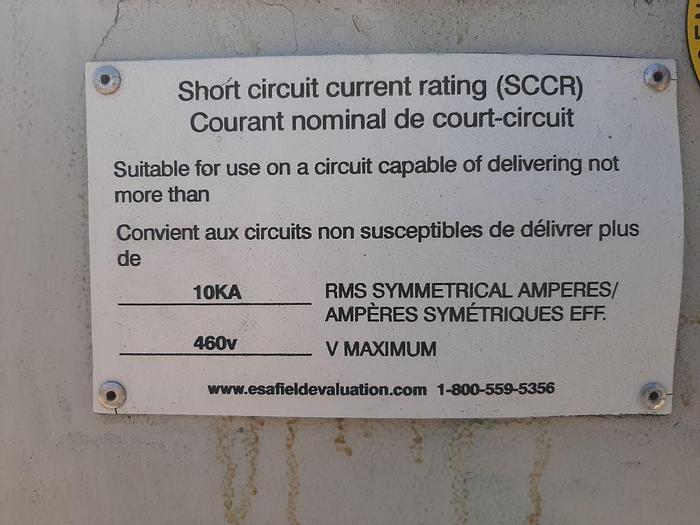 Short circuit current rating (SCCR)
Courant nominal de court-circuit
Suitable for use on a circuit capable of delivering not
more than
Convient aux circuits non susceptibles de délivrer plus
de
10KA RMS SYMMETRICAL AMPERES/
AMPÈRES SYMÉTRIQUES EFF.
460v V MAXIMUM
www.esafieldevaluation.com 1-800-559-5356